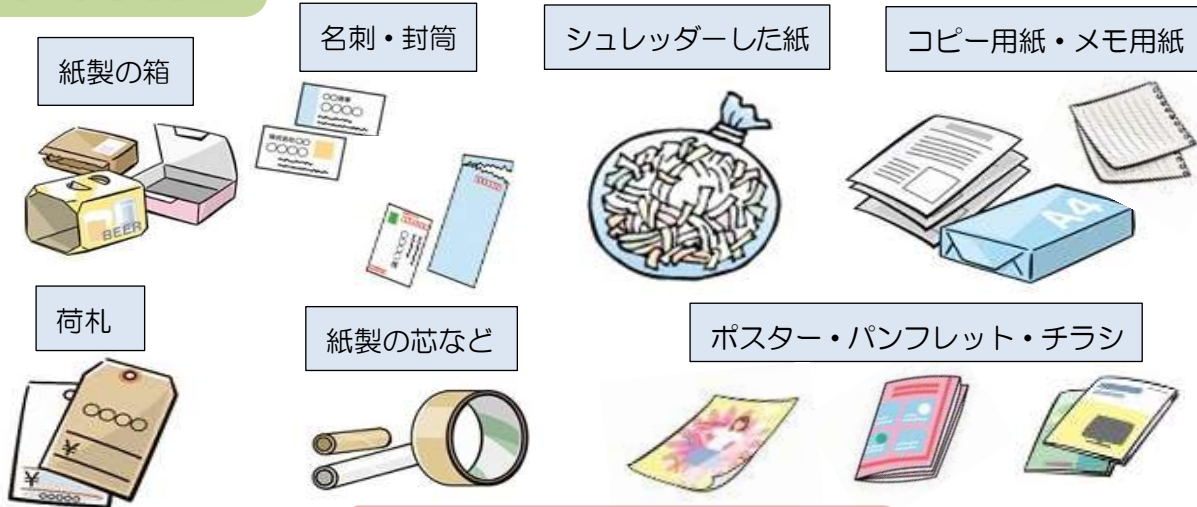 紙製の箱
名刺・封筒
シュレッダーした紙
コピー用紙・メモ用紙
BEER
A4
荷札
紙製の芯など
ポスター・パンフレット・チラシ
○○○○
¥
¥
○○○○○